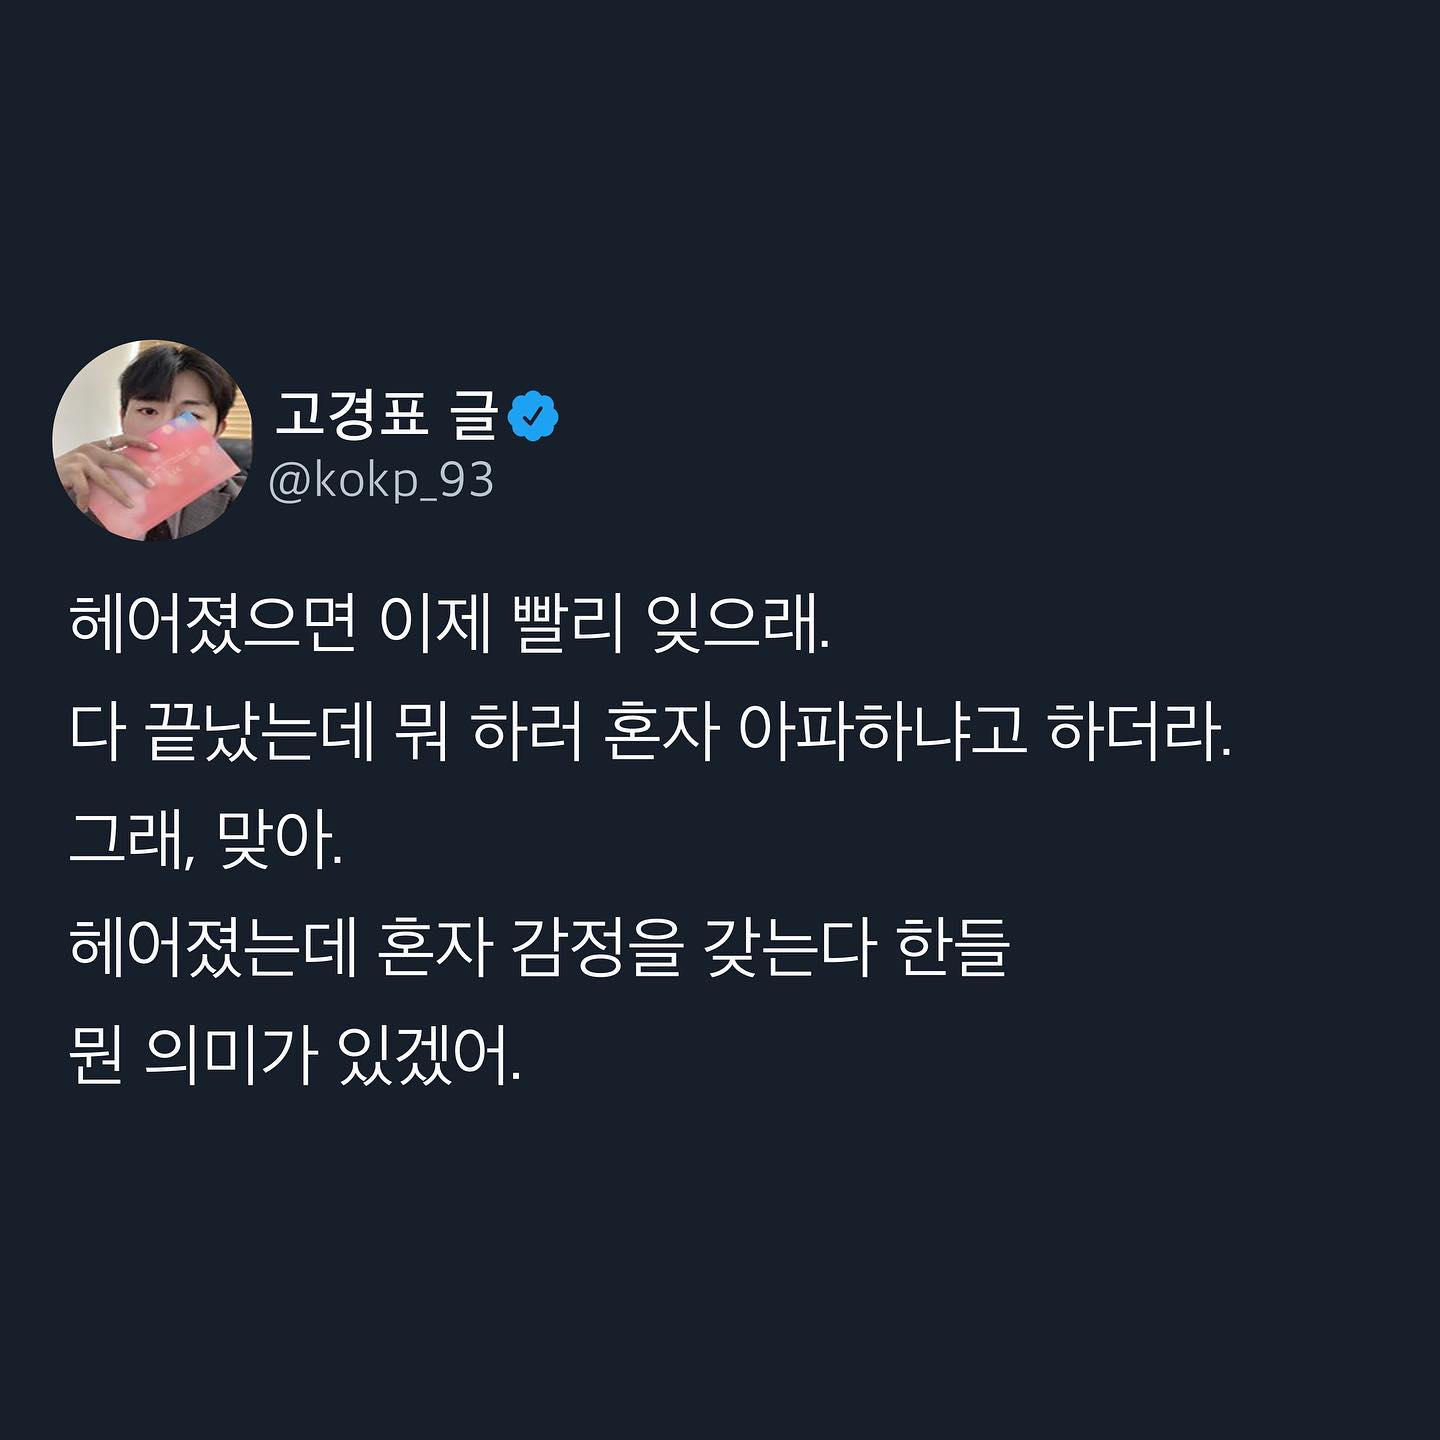 고경표 글
@kokp_93
헤어졌으면 이제 빨리 잊으래.
다 끝났는데 뭐 하러 혼자 아파하냐고 하더라.
그래, 맞아.
헤어졌는데 혼자 감정을 갖는다 한들
뭔 의미가 있겠어.